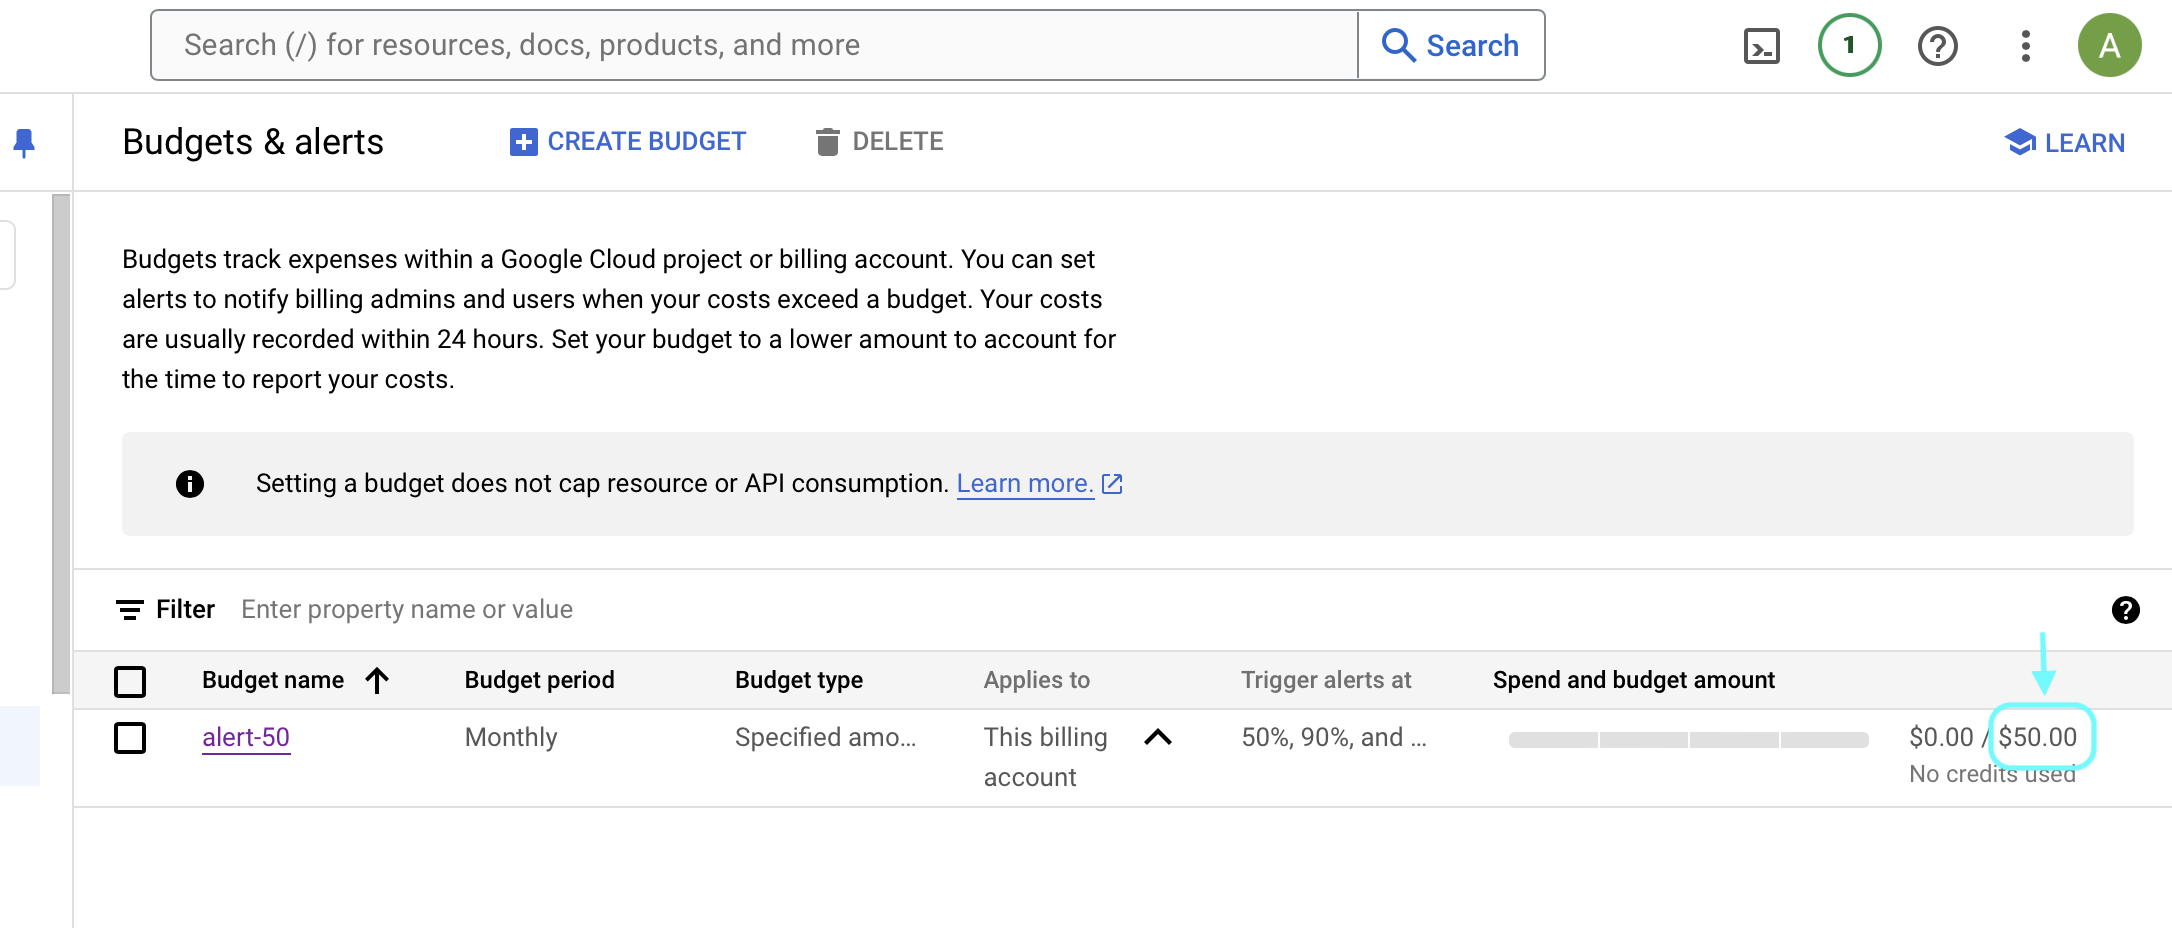 Search (/) for resources, docs, products, and more
Search
1
A
Budgets & alerts
CREATE BUDGET
DELETE
LEARN
Budgets track expenses within a Google Cloud project or billing account. You can set
alerts to notify billing admins and users when your costs exceed a budget. Your costs
are usually recorded within 24 hours. Set your budget to a lower amount to account for
the time to report your costs.
Setting a budget does not cap resource or API consumption. Learn more.
Filter Enter property name or value
Budget name Budget period Budget type Applies to Trigger alerts at Spend and budget amount
alert-50 Monthly Specified amo... This billing 50%, 90%, and ... $0.00 / $50.00
account No credits used